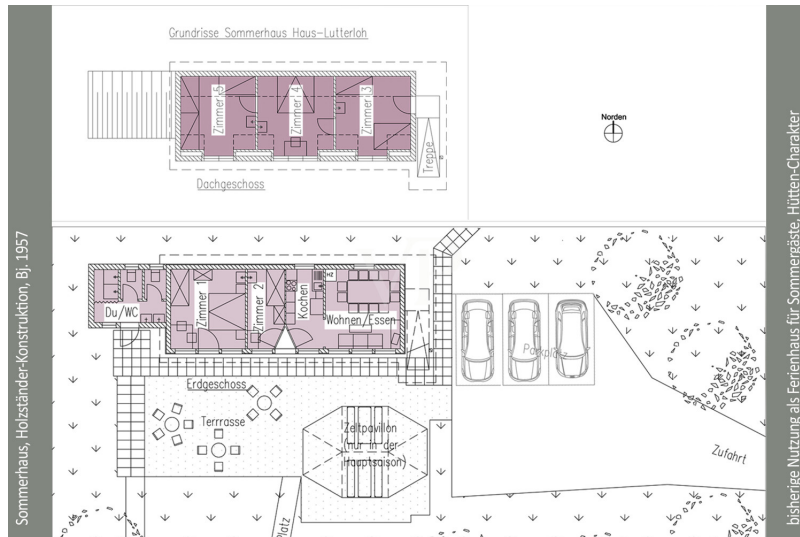 Grundrisse Sommerhaus Haus-Lutterloh
Zimmer 5
Zimmer 4
Zimmer 3
Treppe
Dachgeschoss
Norden
Sommerhaus, Holzständer-Konstruktion, Bj. 1957
bisherige Nutzung als Ferienhaus für Sommergäste, Hütten-Charakter
Du/WC
Zimmer 1
Zimmer 2
Kochen
HZ
Wohnen/Essen
Parkplatz
Erdgeschoss
Terrrasse
Zeltpavillon
(nur in der
Hauptsaison)
Zufahrt
Platz